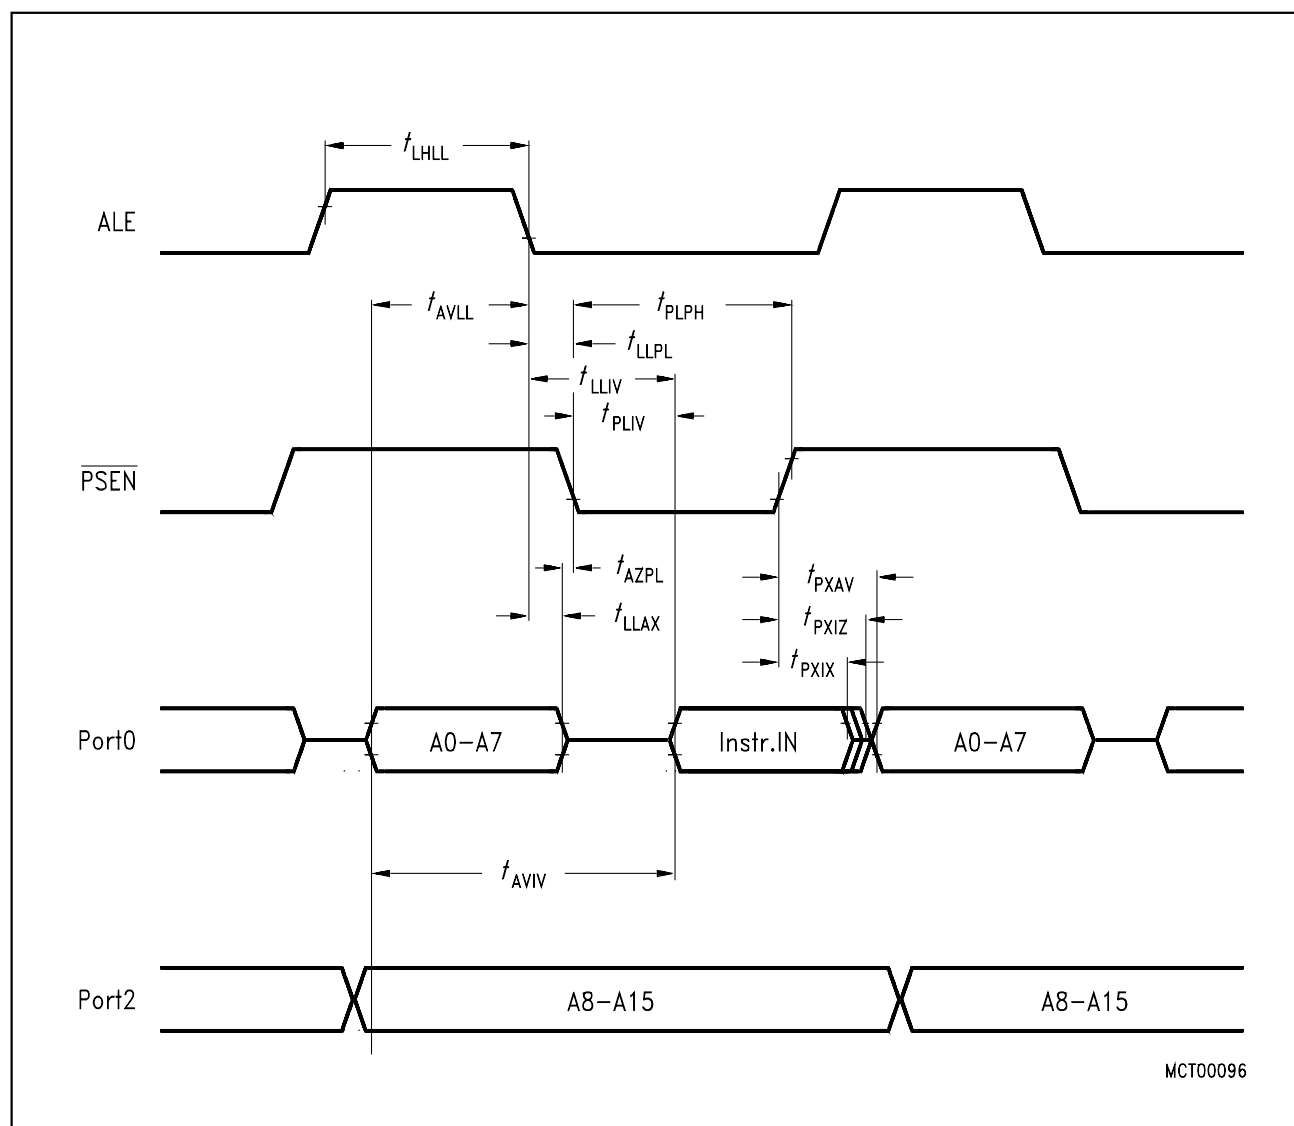 tLHLL
ALE
tAVLL tPLPH
tLLPL
tLLIV
tPLIV
PSEN
tAZPL tPXAV
tLLAX tPXIZ
tPXIX
Port0 A0-A7 Instr.IN A0-A7
tAVIV
Port2 A8-A15 A8-A15
MCT00096